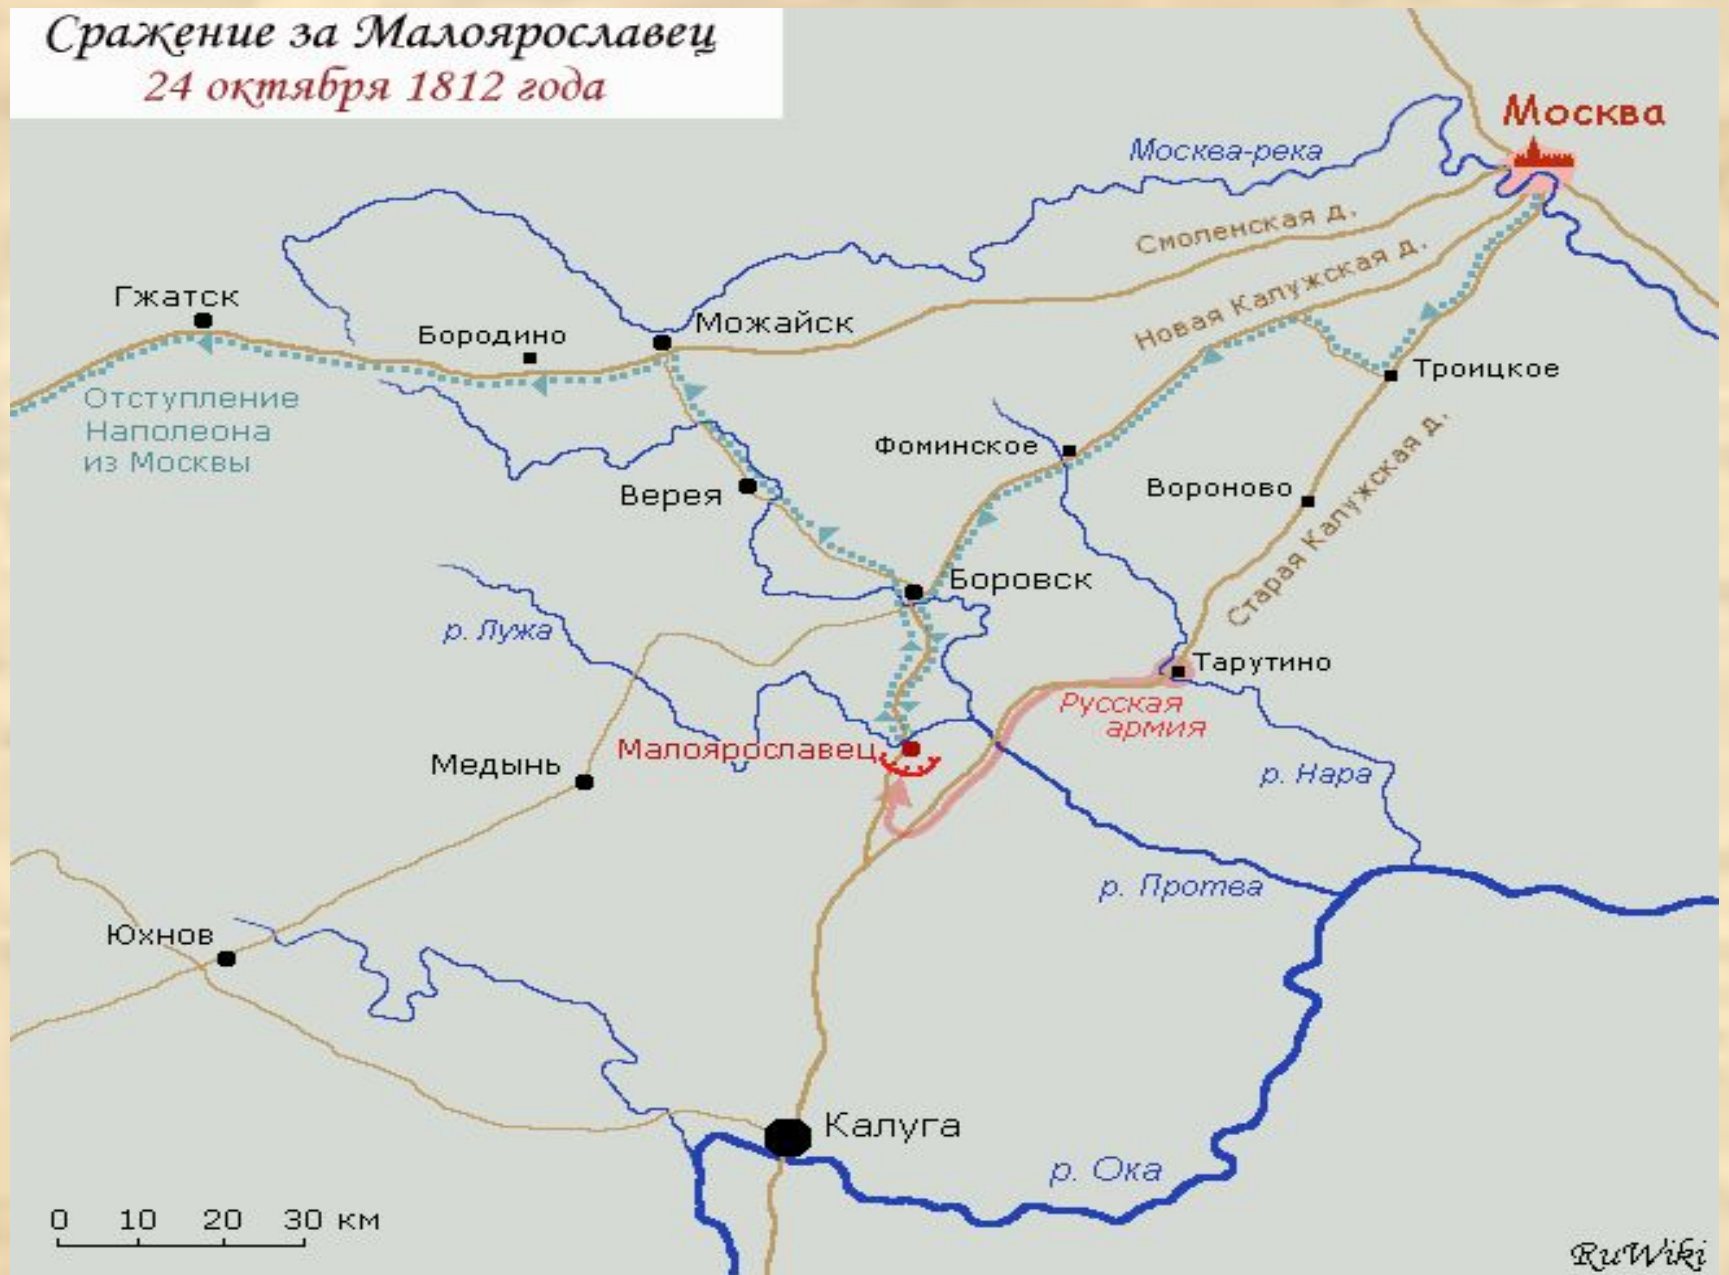 Сражение за Малоярославец
24 октября 1812 года
Москва
Москва-река
Смоленская д.
Новая Калужская д.
Гжатск
Бородино
Можайск
Троицкое
Отступление
Наполеона
из Москвы
Фоминское
Старая Калужская д.
Верея
Вороново
Боровск
р. Лужа
Тарутино
Русская
армия
Малоярославец
Медынь
р. Нара
р. Протва
Юхнов
Калуга
р. Ока
0 10 20 30 км
RuWiki